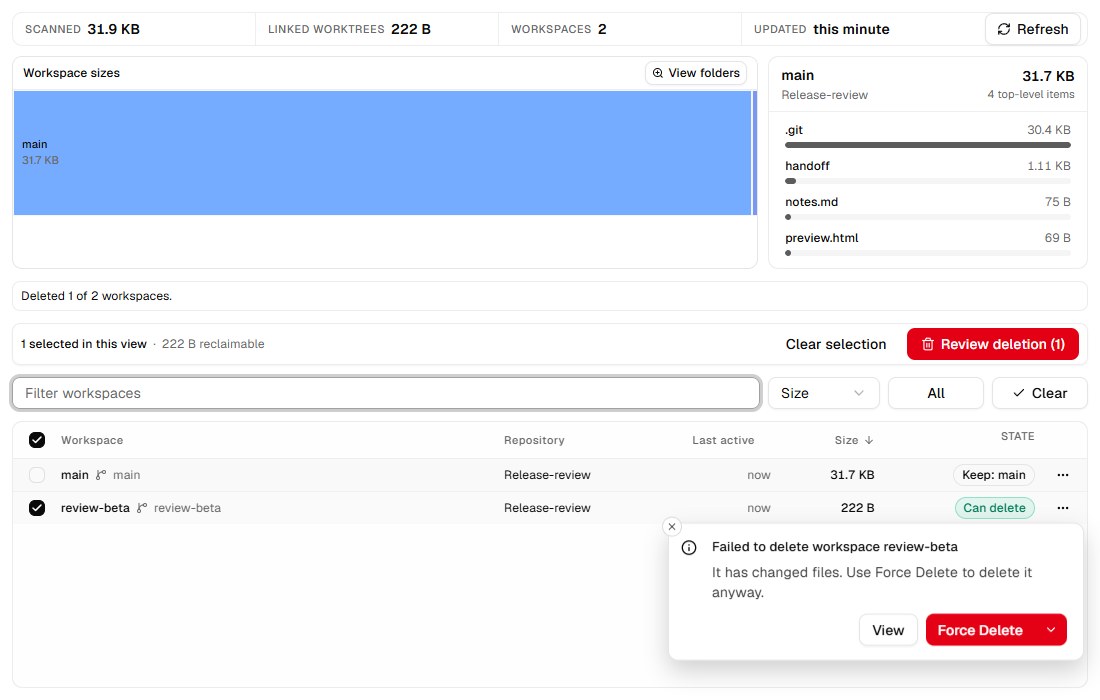 SCANNED 31.9 KB LINKED WORKTREES 222 B WORKSPACES 2 UPDATED this minute Refresh
Workspace sizes View folders
main
31.7 KB
main 31.7 KB
Release-review 4 top-level items
.git 30.4 KB
handoff 1.11 KB
notes.md 75 B
preview.html 69 B
Deleted 1 of 2 workspaces.
1 selected in this view · 222 B reclaimable Clear selection Review deletion (1)
Filter workspaces Size All Clear
Workspace Repository Last active Size STATE
main main Release-review now 31.7 KB Keep: main
review-beta review-beta Release-review now 222 B Can delete
Failed to delete workspace review-beta
It has changed files. Use Force Delete to delete it
anyway.
View Force Delete